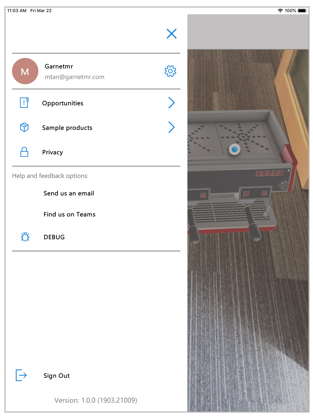 11:03 AM Fri Mar 22
100%
M
Garnetmr
mtan@garnetmr.com
Opportunities
Sample products
Privacy
Help and feedback options:
Send us an email
Find us on Teams
DEBUG
Sign Out
Version: 1.0.0 (1903.21009)